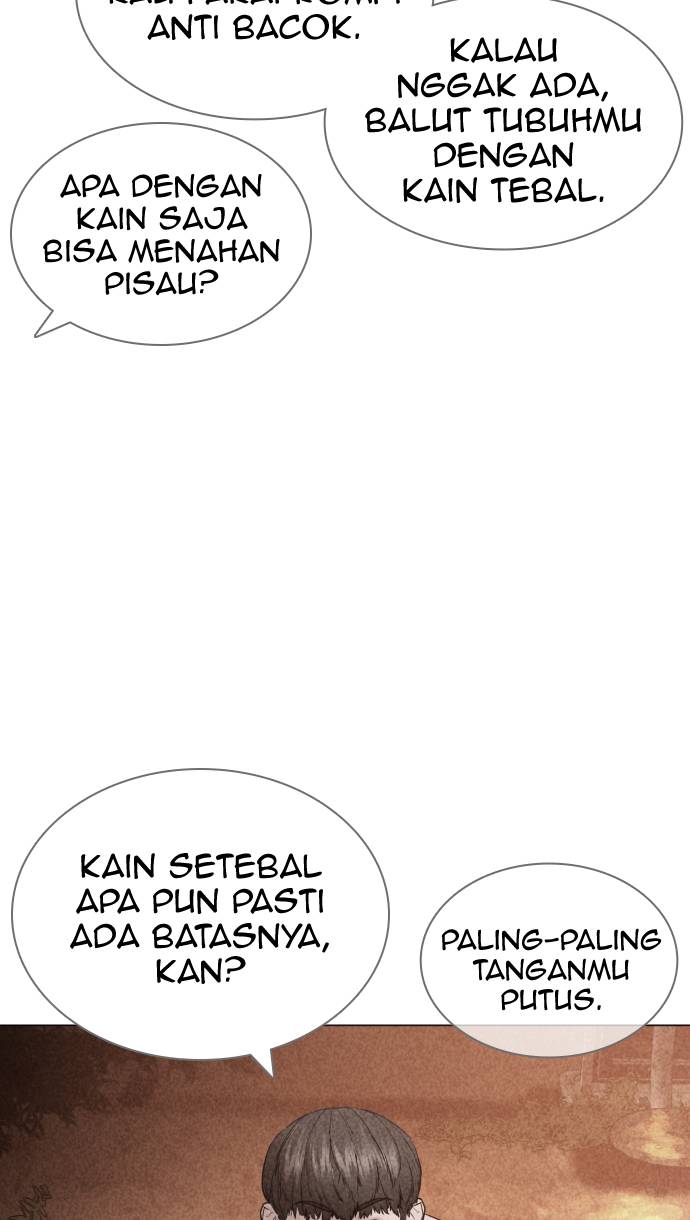 ANTI BACOK.
KALAU
NGGAK ADA,
BALUT TUBUHMU
DENGAN
KAIN TEBAL.
APA DENGAN
KAIN SAJA
BISA MENAHAN
PISAU?
KAIN SETEBAL
APA PUN PASTI
ADA BATASNYA,
KAN?
PALING-PALING
TANGANMU
PUTUS.